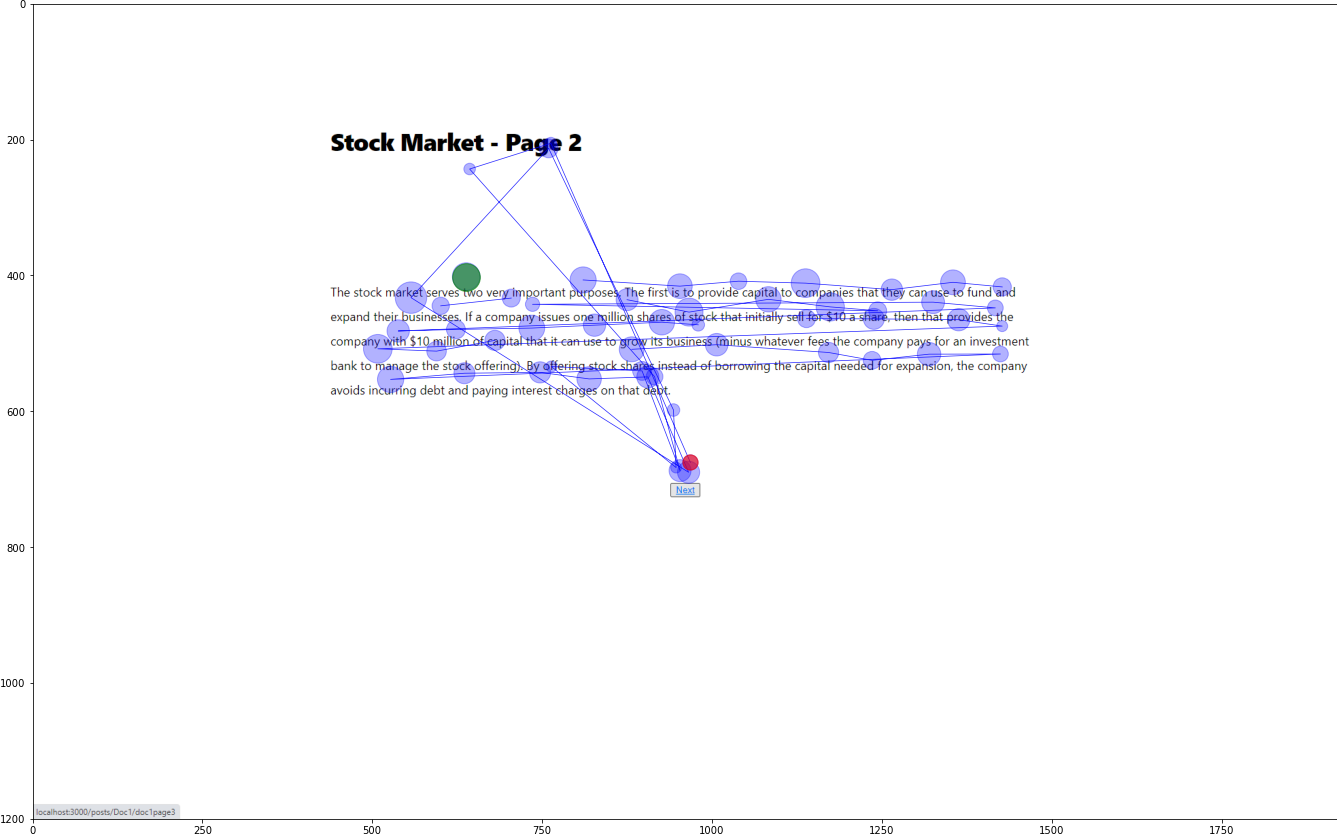 0
200
Stock Market - Page 2
400
The stock market serves two very important purposes. The first is to provide capital to companies that they can use to fund and
expand their businesses. If a company issues one million shares of stock that initially sell for $10 a share, then that provides the
company with $10 million of capital that it can use to grow its business (minus whatever fees the company pays for an investment
bank to manage the stock offering). By offering stock shares instead of borrowing the capital needed for expansion, the company
avoids incurring debt and paying interest charges on that debt.
600
Next
800
1000
localhost:3000/posts/Doc1/doc1page3
1200
0 250 500 750 1000 1250 1500 1750